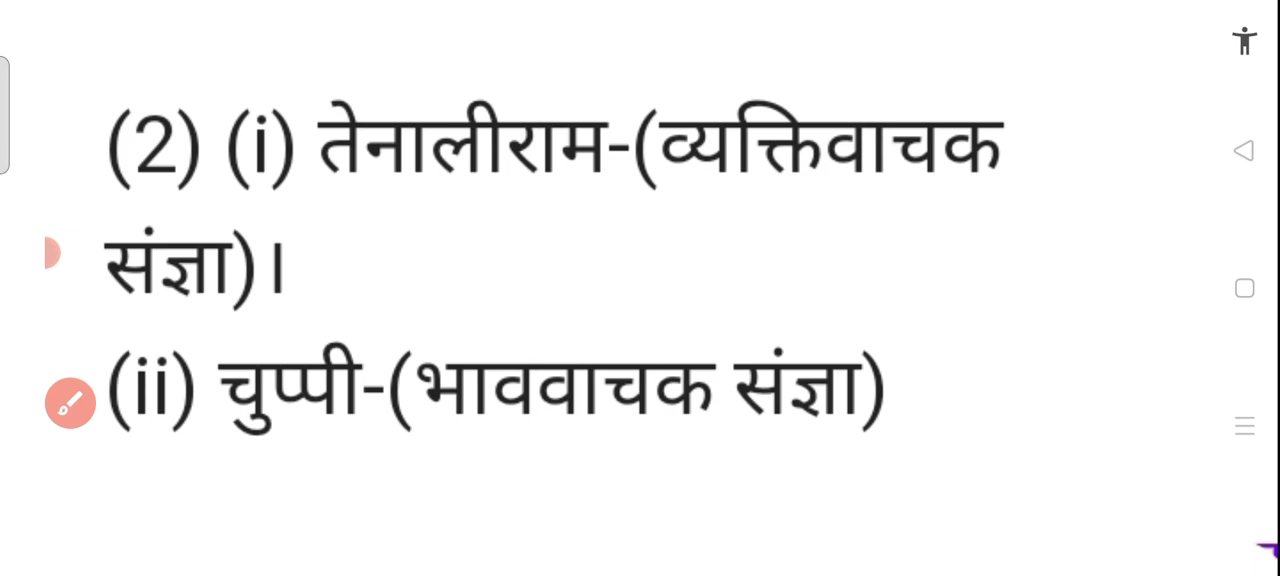 (2) (i) तेनालीराम-(व्यक्तिवाचक
संज्ञा)।
(ii) चुप्पी-(भाववाचक संज्ञा)